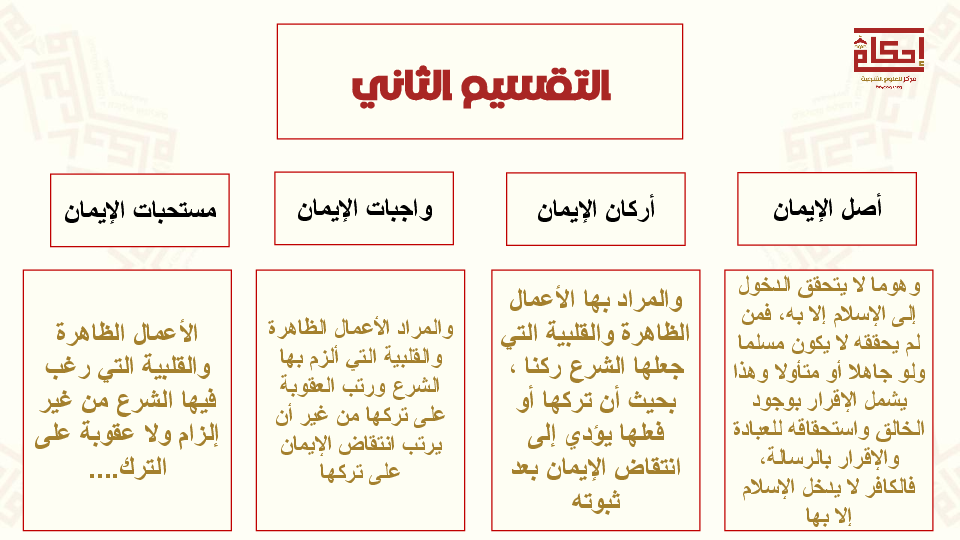 إحكام
مركز للعلوم الشرعية
التقسيم الثاني
أصل الإيمان
وهوما لا يتحقق الدخول
إلى الإسلام إلا به، فمن
لم يحققه لا يكون مسلما
ولو جاهلا أو متأولا وهذا
يشمل الإقرار بوجود
الخالق واستحقاقه للعبادة
والإقرار بالرسالة،
فالكافر لا يدخل الإسلام
إلا بها
أركان الإيمان
والمراد بها الأعمال
الظاهرة والقلبية التي
جعلها الشرع ركنا ،
بحيث أن تركها أو
فعلها يؤدي إلى
انتقاض الإيمان بعد
ثبوته
واجبات الإيمان
والمراد الأعمال الظاهرة
والقلبية التي ألزم بها
الشرع ورتب العقوبة
على تركها من غير أن
يرتب انتقاض الإيمان
على تركها
مستحبات الإيمان
الأعمال الظاهرة
والقلبية التي رغب
فيها الشرع من غير
إلزام ولا عقوبة على
الترك....